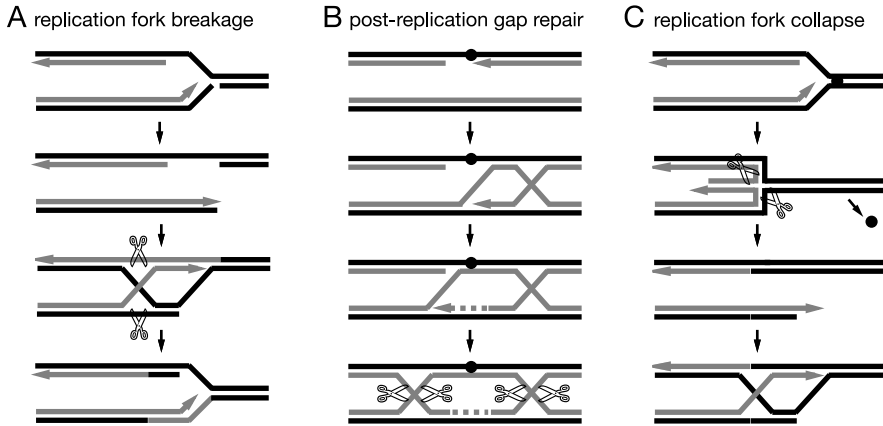 A replication fork breakage
B post-replication gap repair
C replication fork collapse